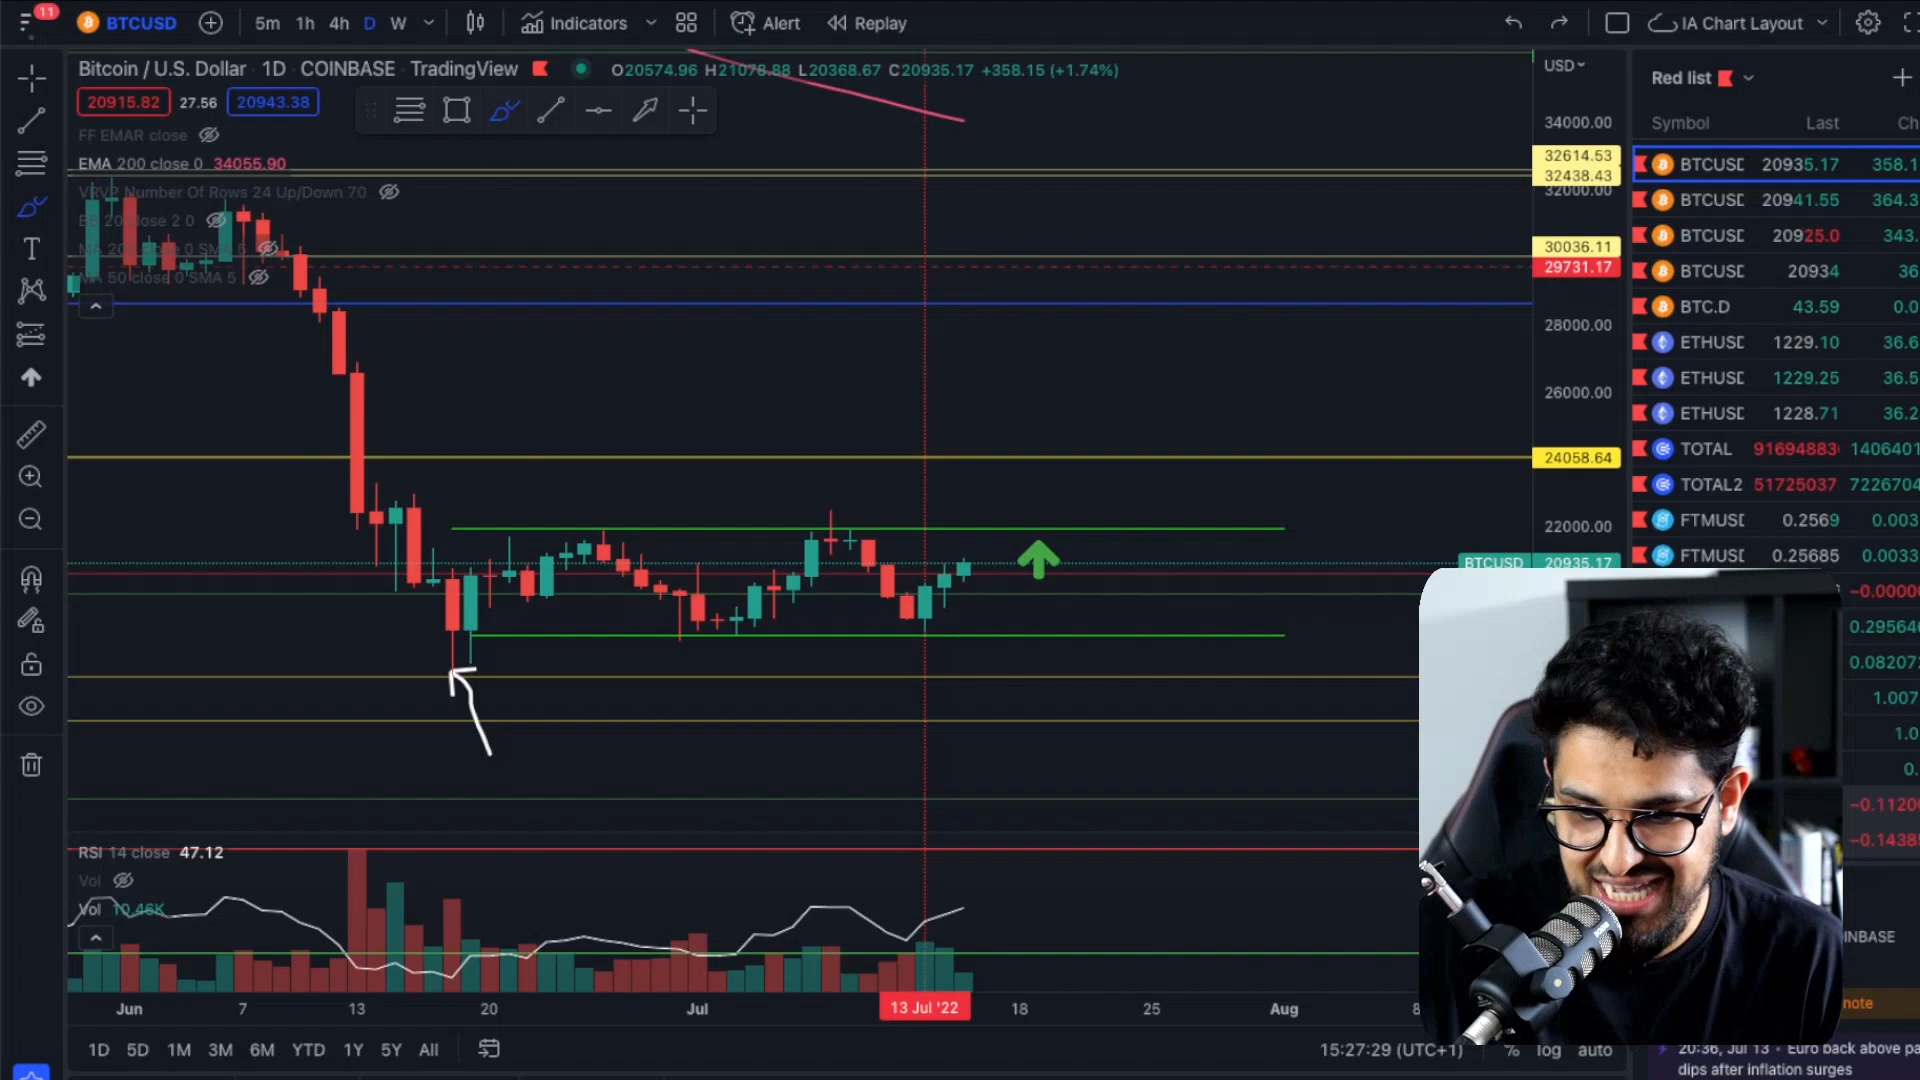 11
BTCUSD 5m 1h 4h D W Indicators Alert Replay IA Chart Layout
Bitcoin / U.S. Dollar · 1D · COINBASE · TradingView O20574.96 H21078.88 L20368.67 C20935.17 +358.15 (+1.74%)
20915.82 27.56 20943.38
FF EMAR close
EMA 200 close 0 34055.90
VRVP Number Of Rows 24 Up/Down 70
BB 20 close 2 0
MA 200 close 0 SMA 5
MA 50 close 0 SMA 5
USD
34000.00
32614.53
32438.43
32000.00
30036.11
29731.17
28000.00
26000.00
24058.64
22000.00
BTCUSD 20935.17
Red list
Symbol Last Ch
BTCUSD 20935.17 358.1
BTCUSD 20941.55 364.3
BTCUSD 20925.0 343.
BTCUSD 20934 36
BTC.D 43.59 0.0
ETHUSD 1229.10 36.6
ETHUSD 1229.25 36.5
ETHUSD 1228.71 36.2
TOTAL 91694883 1406401
TOTAL2 51725037 7226704
FTMUSD 0.2569 0.003
FTMUSD 0.25685 0.0033
−0.0000
0.29564
0.082072
1.007
1.0
0.
−0.1120
−0.1438
INBASE
note
RSI 14 close 47.12
Vol
Vol 10.46K
Jun 7 13 20 Jul 13 Jul '22 18 25 Aug 8
1D 5D 1M 3M 6M YTD 1Y 5Y All 15:27:29 (UTC+1) % log auto
20:36, Jul 13 · Euro back above pa
dips after inflation surges